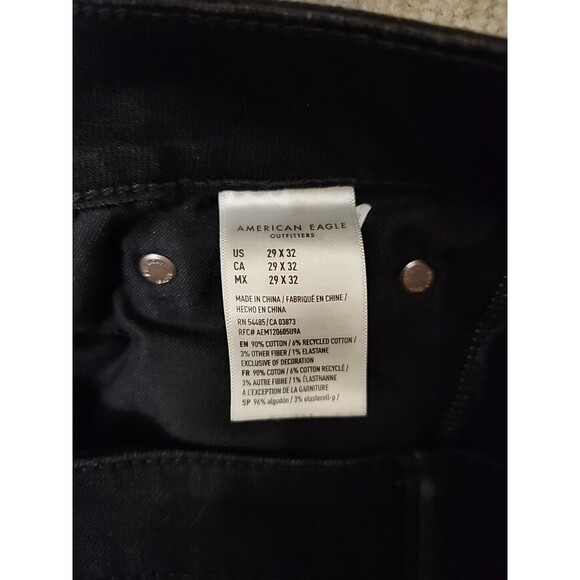 AMERICAN EAGLE
OUTFITTERS
US 29 X 32
CA 29 X 32
MX 29 X 32
MADE IN CHINA / FABRIQUÉ EN CHINE /
HECHO EN CHINA
RN 54485/CA 03873
RFC# AEM120605U9A
EN 90% COTTON / 6% RECYCLED COTTON /
3% OTHER FIBER / 1% ELASTANE
EXCLUSIVE OF DECORATION
FR 90% COTON / 6% COTTON RECYCLÉ /
3% AUTRE FIBRE / 1% ÉLASTHANNE
À L'EXCEPTION DE LA GARNITURE
SP 96% algodon / 3% elasterell-p /